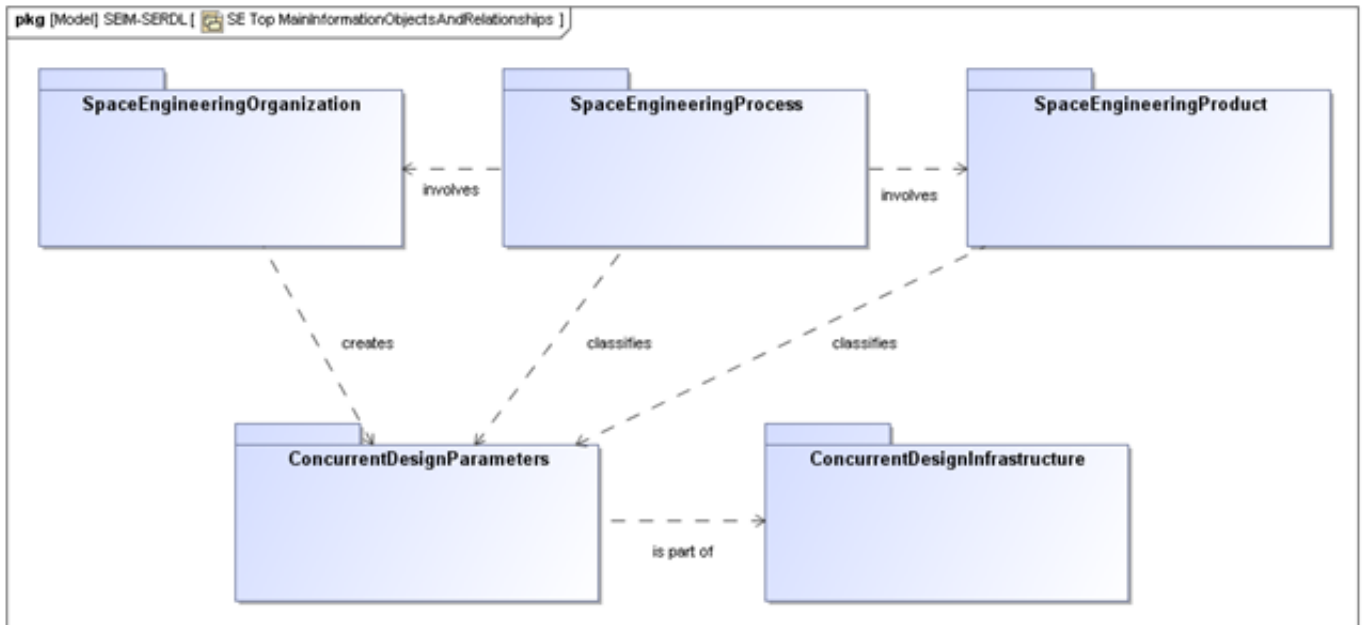 pkg [Model] SEIM-SERDL [ SE Top MainInformationObjectsAndRelationships ]
SpaceEngineeringOrganization
SpaceEngineeringProcess
SpaceEngineeringProduct
involves
involves
creates
classifies
classifies
ConcurrentDesignParameters
ConcurrentDesignInfrastructure
is part of